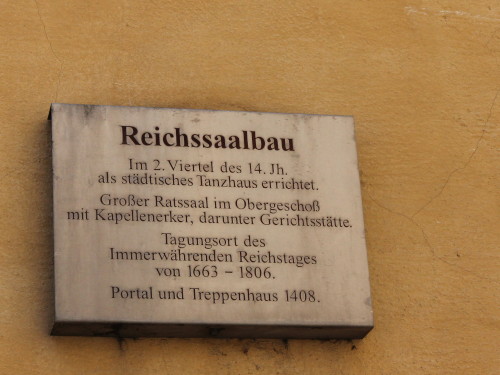 Reichssaalbau
Im 2. Viertel des 14. Jh.
als städtisches Tanzhaus errichtet.
Großer Ratssaal im Obergeschoß
mit Kapellenerker, darunter Gerichtsstätte.
Tagungsort des
Immerwährenden Reichstages
von 1663 – 1806.
Portal und Treppenhaus 1408.